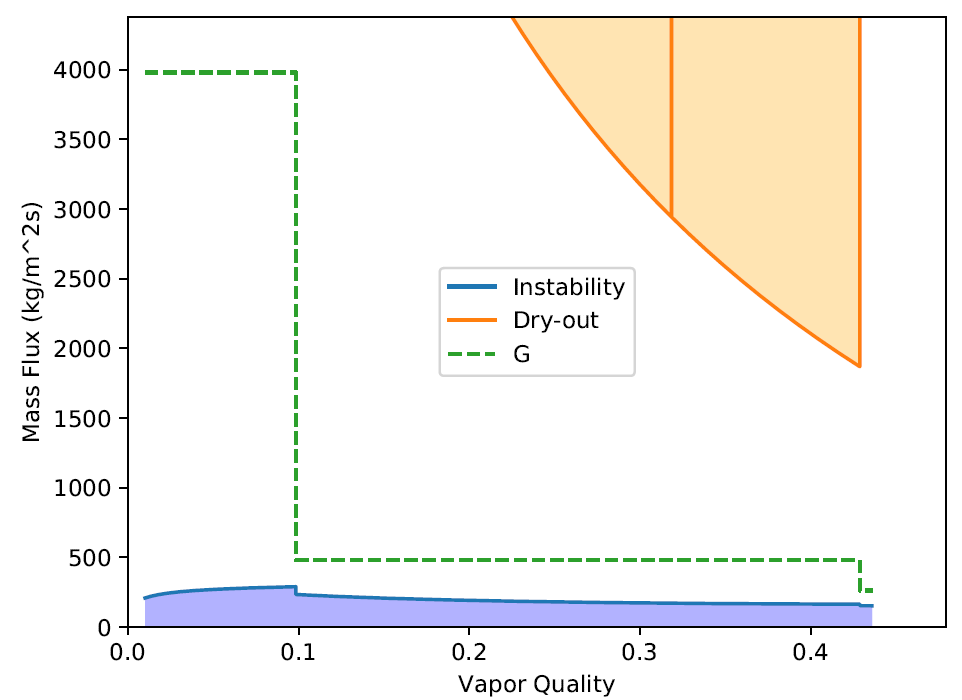 Mass Flux (kg/m^2s)
4000
3500
3000
2500
2000
1500
1000
500
0
Instability
Dry-out
G
0.0 0.1 0.2 0.3 0.4
Vapor Quality